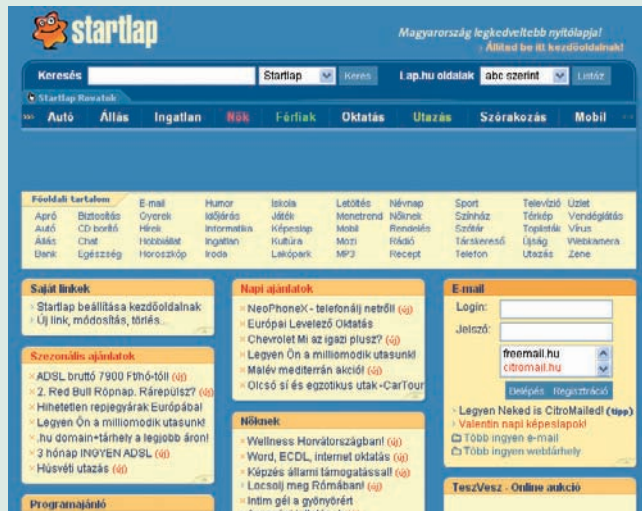 startlap
Magyarország legkedveltebb nyitólapja!
› Állítsd be itt kezdőoldalnak!
Keresés Startlap Keres Lap.hu oldalak abc szerint Listáz
Startlap Rovatok
Autó Állás Ingatlan Nők Férfiak Oktatás Utazás Szórakozás Mobil
Főoldali tartalom E-mail Humor Iskola Letöltés Névnap Sport Televízió Üzlet
Apró Biztosítás Gyerek Időjárás Játék Menetrend Nőknek Színház Térkép Vendéglátás
Autó CD borító Hírek Informatika Képeslap Mobil Rendelés Szótár Toplisták Vírus
Állás Chat Hobbiállat Ingatlan Kultúra Mozi Rádió Társkereső Újság Webkamera
Bank Egészség Horoszkóp Iroda Lakópark MP3 Recept Telefon Utazás Zene
Saját linkek
Startlap beállítása kezdőoldalnak
Új link, módosítás, törlés...
Szezonális ajánlatok
ADSL bruttó 7900 Ft/hó-tól! (új)
2. Red Bull Röpnap. Rárepülsz? (új)
Hihetetlen repjegyárak Európába!
Legyen Ön a milliomodik utasunk!
.hu domain+tárhely a legjobb áron!
3 hónap INGYEN ADSL (új)
Húsvéti utazás (új)
Programajánló
Napi ajánlatok
NeoPhoneX - telefonálj netről! (új)
Európai Levelező Oktatás
Chevrolet Mi az igazi plusz? (új)
Legyen Ön a milliomodik utasunk!
Malév mediterrán akció! (új)
Olcsó sí és egzotikus utak -CarTour
Nőknek
Wellness Horvátországban! (új)
Word, ECDL, internet oktatás (új)
Képzés állami támogatással! (új)
Locsolj meg Rómában! (új)
Intim gél a gyönyörért
E-mail
Login:
Jelszó:
freemail.hu
citromail.hu
Belépés Regisztráció
Legyen Neked is CitroMailed! (tipp)
Valentin napi képeslapok!
Több ingyen e-mail
Több ingyen webtárhely
TeszVesz - Online aukció